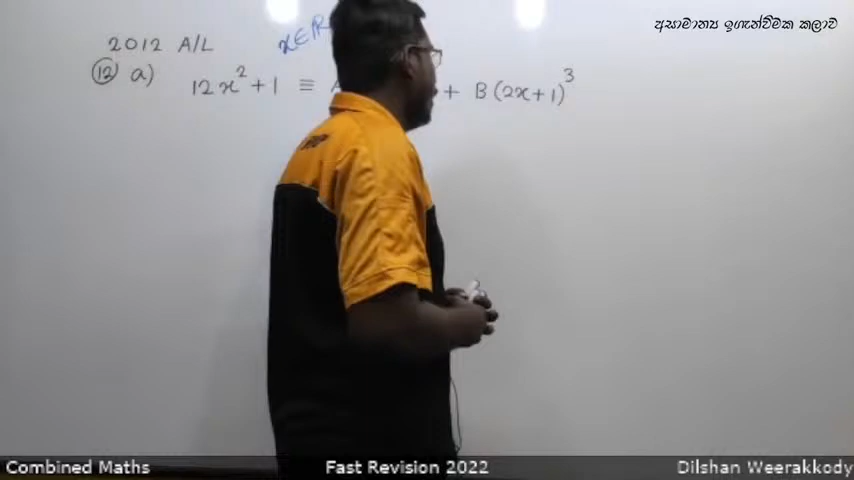 අසාමාන්‍ය ඉගැන්වීමක කලාව
2012 A/L
x∈ℝ
⑫ a) 12x² + 1 ≡ A + B(2x+1)³
Combined Maths Fast Revision 2022 Dilshan Weerakkody